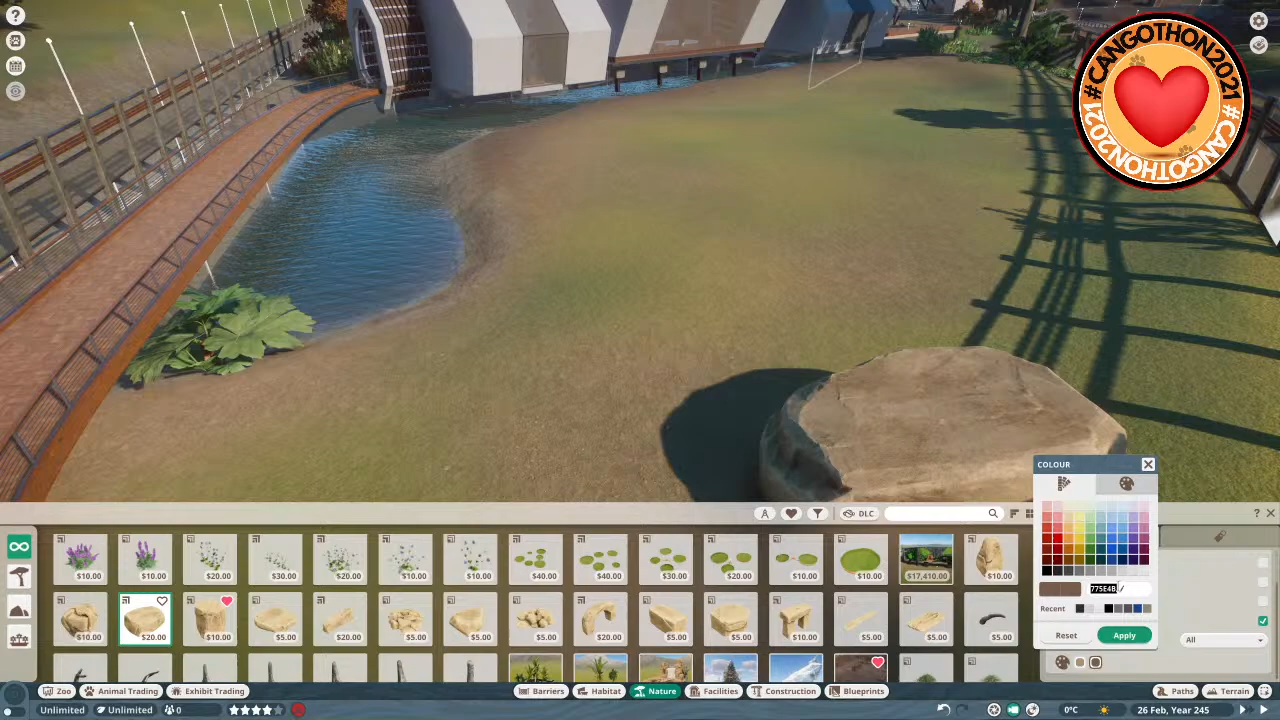 #CANGOTHON2021
#CANGOTHON2021
COLOUR
775E4B
Recent
Reset
Apply
DLC
All
$10.00
$10.00
$20.00
$30.00
$20.00
$10.00
$10.00
$40.00
$40.00
$30.00
$20.00
$10.00
$10.00
$17,410.00
$10.00
$10.00
$20.00
$10.00
$5.00
$20.00
$5.00
$5.00
$5.00
$20.00
$5.00
$5.00
$5.00
$5.00
$5.00
$5.00
Zoo
Animal Trading
Exhibit Trading
Barriers
Habitat
Nature
Facilities
Construction
Blueprints
Paths
Terrain
Unlimited
Unlimited
0
0°C
26 Feb, Year 245